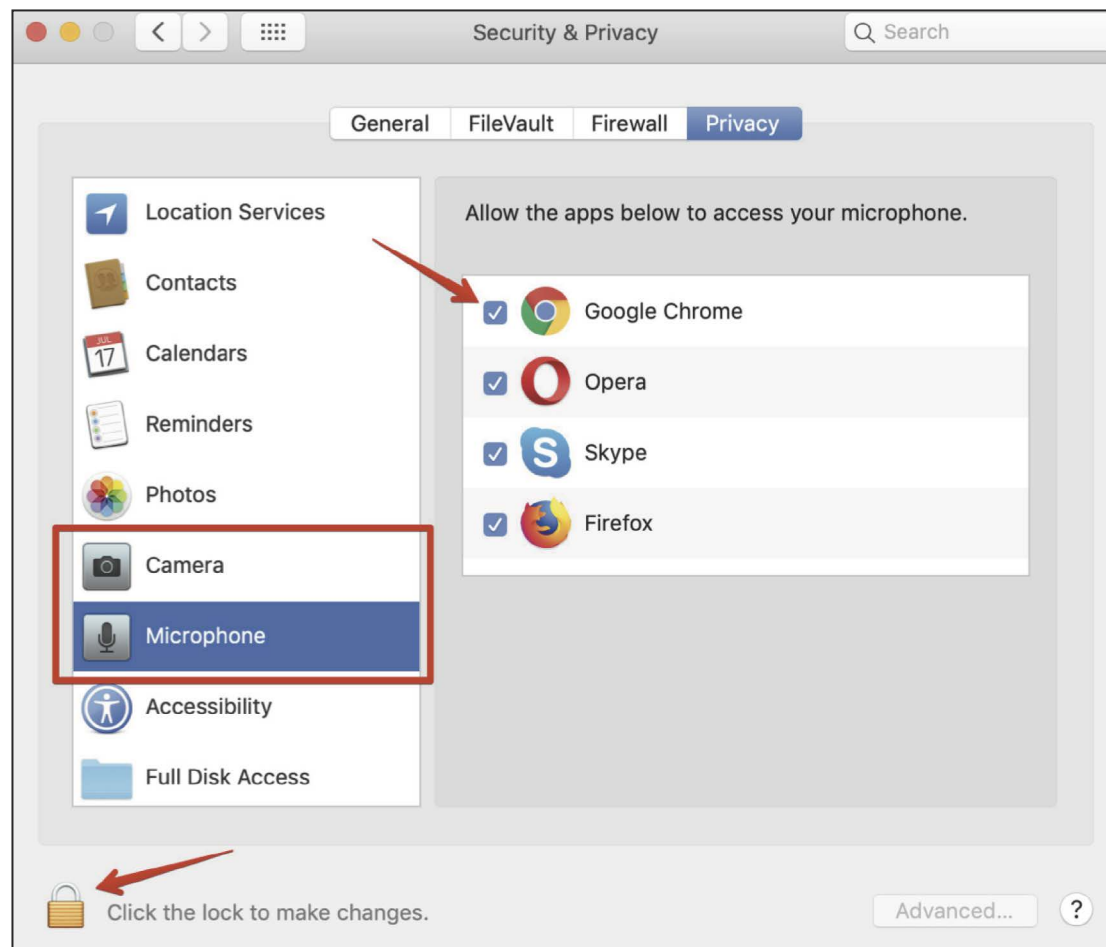 Security & Privacy
Search
General FileVault Firewall Privacy
Location Services
Contacts
JUL
17
Calendars
Reminders
Photos
Camera
Microphone
Accessibility
Full Disk Access
Allow the apps below to access your microphone.
Google Chrome
Opera
S
Skype
Firefox
Click the lock to make changes.
Advanced...
?